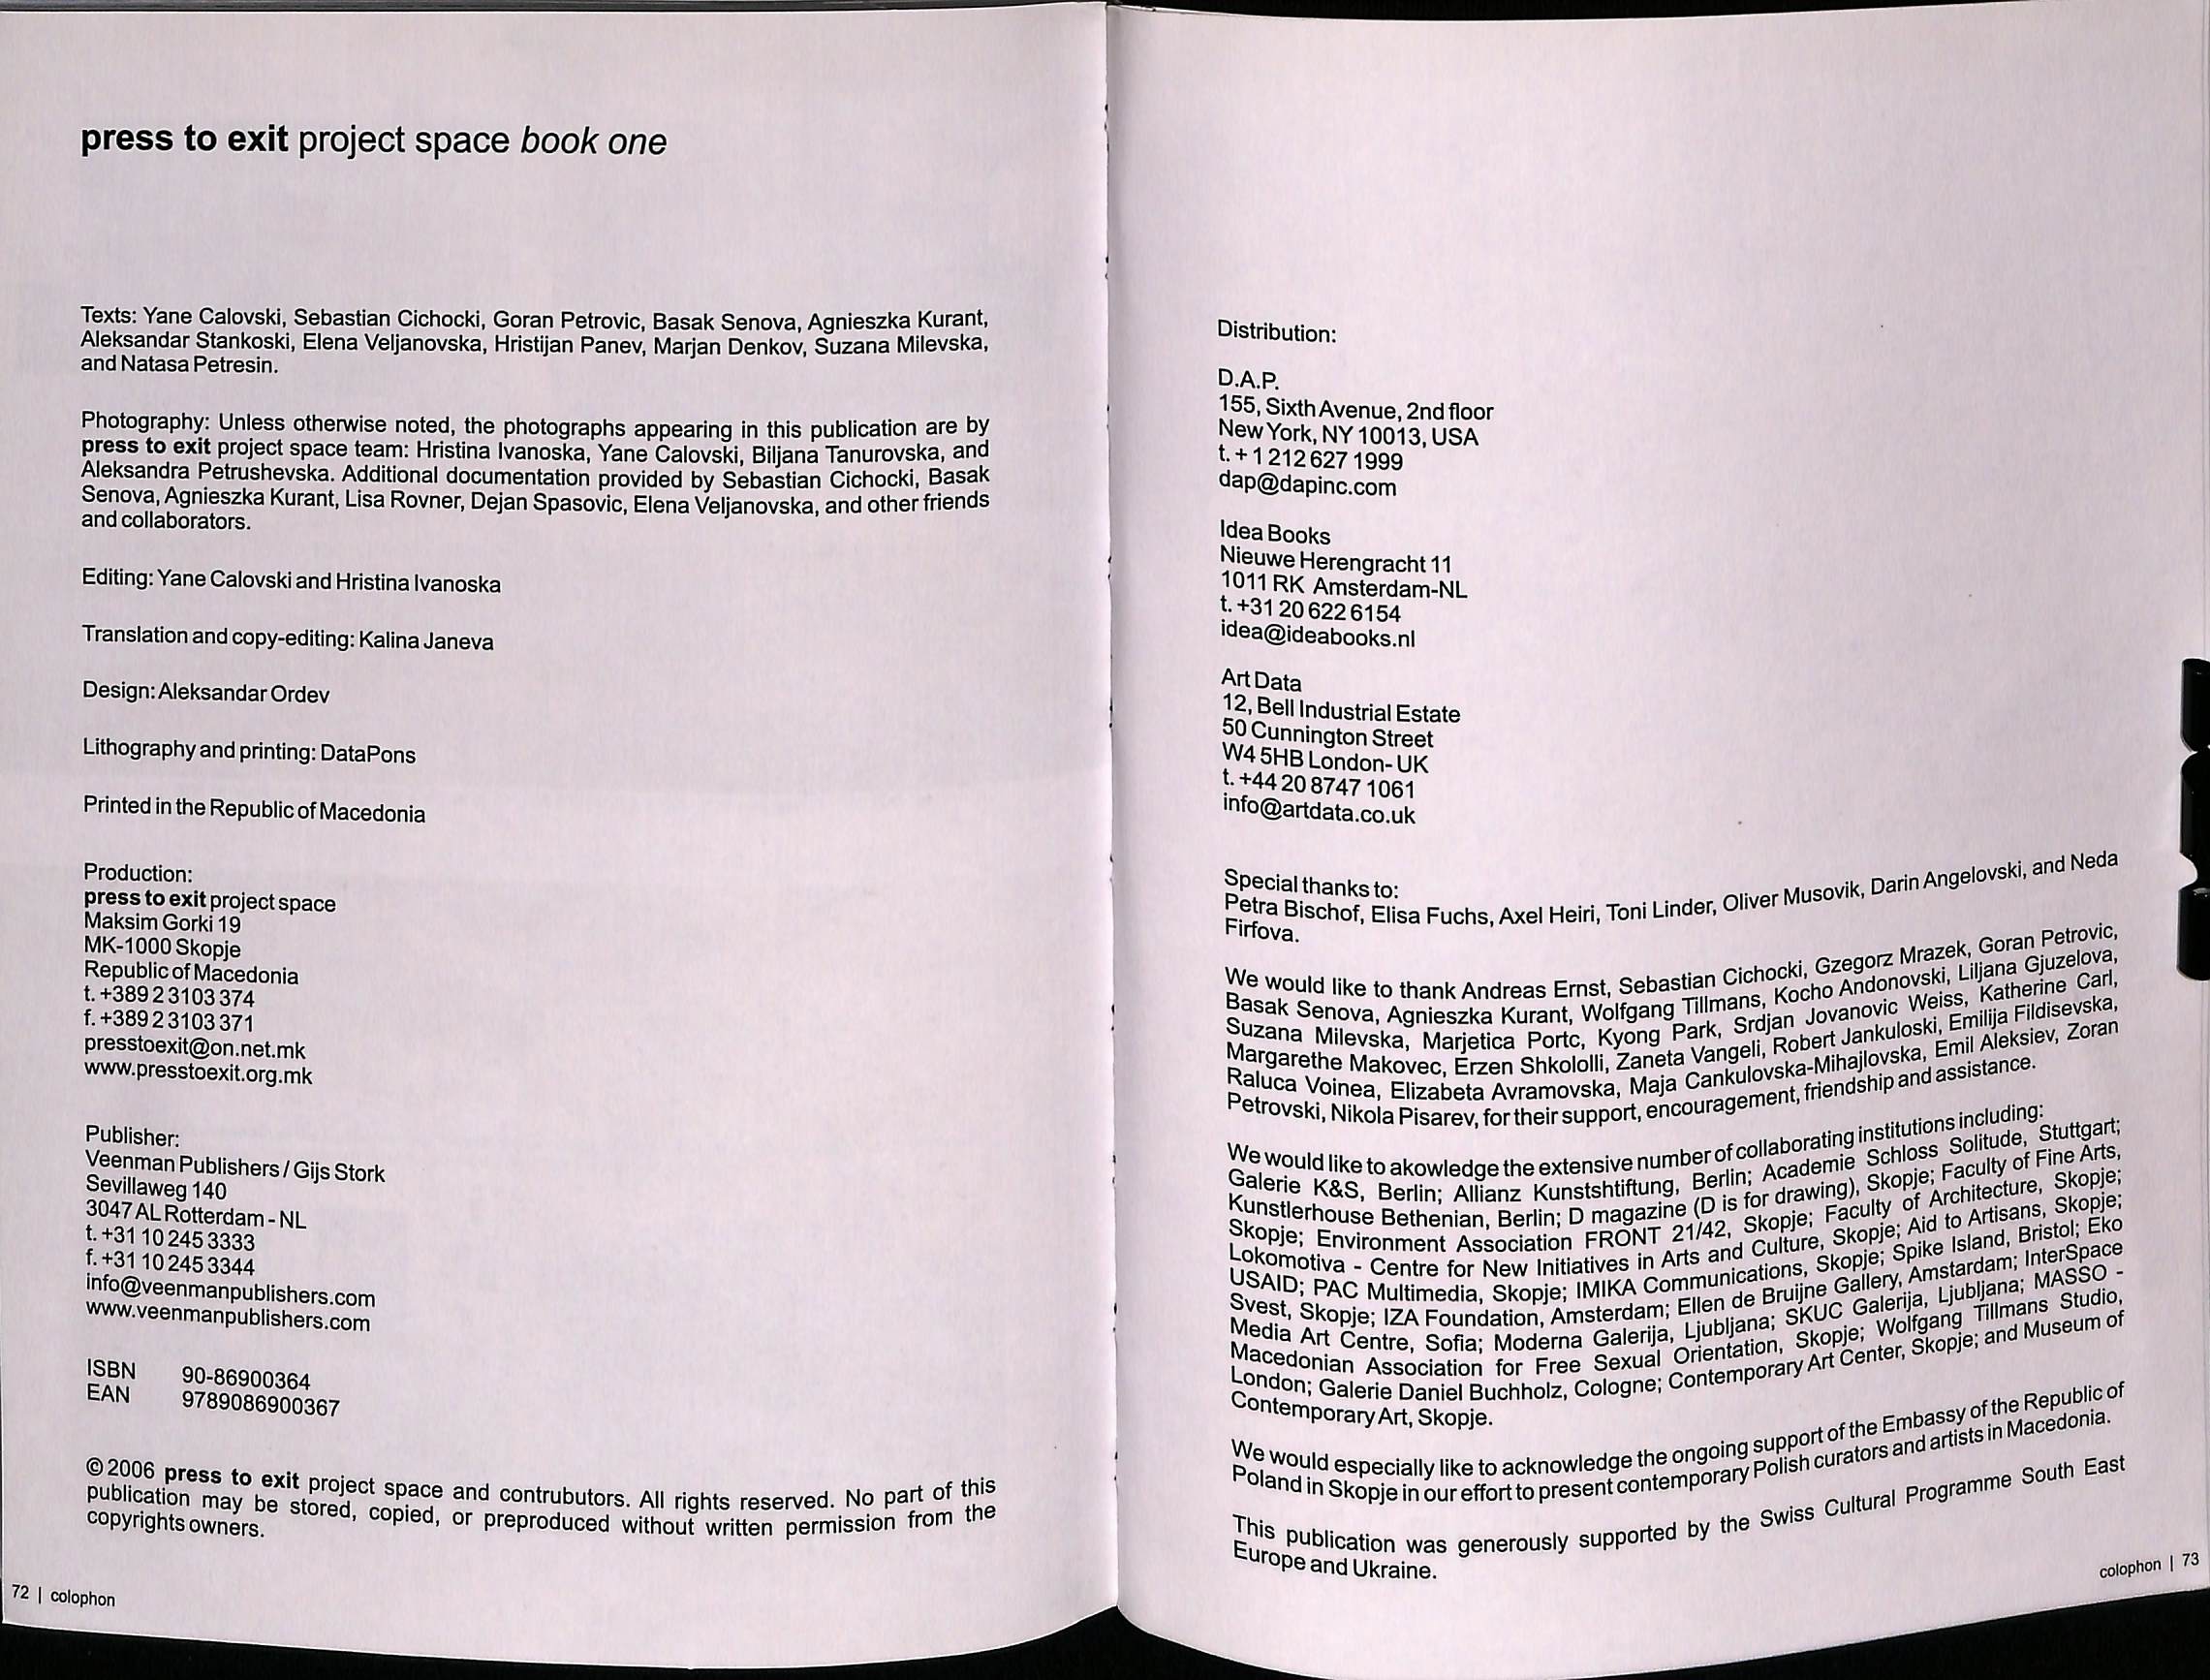 press to exit project space book one
Texts: Yane Calovski, Sebastian Cichocki, Goran Petrovic, Basak Senova, Agnieszka Kurant,
Aleksandar Stankoski, Elena Veljanovska, Hristijan Panev, Marjan Denkov, Suzana Milevska,
and Natasa Petresin.
Photography: Unless otherwise noted, the photographs appearing in this publication are by
press to exit project space team: Hristina Ivanoska, Yane Calovski, Biljana Tanurovska, and
Aleksandra Petrushevska. Additional documentation provided by Sebastian Cichocki, Basak
Senova, Agnieszka Kurant, Lisa Rovner, Dejan Spasovic, Elena Veljanovska, and other friends
and collaborators.
Editing: Yane Calovski and Hristina Ivanoska
Translation and copy-editing: Kalina Janeva
Design: Aleksandar Ordev
Lithography and printing: DataPons
Printed in the Republic of Macedonia
Production:
press to exit project space
Maksim Gorki 19
MK-1000 Skopje
Republic of Macedonia
t. +389 2 3103 374
f. +389 2 3103 371
presstoexit@on.net.mk
www.presstoexit.org.mk
Publisher:
Veenman Publishers / Gijs Stork
Sevillaweg 140
3047 AL Rotterdam - NL
t. +31 10 245 3333
f. +31 10 245 3344
info@veenmanpublishers.com
www.veenmanpublishers.com
ISBN 90-86900364
EAN 9789086900367
©2006 press to exit project space and contrubutors. All rights reserved. No part of this
publication may be stored, copied, or preproduced without written permission from the
copyrights owners.
72 | colophon
Distribution:
D.A.P.
155, Sixth Avenue, 2nd floor
New York, NY 10013, USA
t. + 1 212 627 1999
dap@dapinc.com
Idea Books
Nieuwe Herengracht 11
1011 RK Amsterdam-NL
t. +31 20 622 6154
idea@ideabooks.nl
Art Data
12, Bell Industrial Estate
50 Cunnington Street
W4 5HB London- UK
t. +44 20 8747 1061
info@artdata.co.uk
Special thanks to:
Petra Bischof, Elisa Fuchs, Axel Heiri, Toni Linder, Oliver Musovik, Darin Angelovski, and Neda
Firfova.
We would like to thank Andreas Ernst, Sebastian Cichocki, Gzegorz Mrazek, Goran Petrovic,
Basak Senova, Agnieszka Kurant, Wolfgang Tillmans, Kocho Andonovski, Liljana Gjuzelova,
Suzana Milevska, Marjetica Portc, Kyong Park, Srdjan Jovanovic Weiss, Katherine Carl,
Margarethe Makovec, Erzen Shkololli, Zaneta Vangeli, Robert Jankuloski, Emilija Fildisevska,
Raluca Voinea, Elizabeta Avramovska, Maja Cankulovska-Mihajlovska, Emil Aleksiev, Zoran
Petrovski, Nikola Pisarev, for their support, encouragement, friendship and assistance.
We would like to akowledge the extensive number of collaborating institutions including:
Galerie K&S, Berlin; Allianz Kunstshtiftung, Berlin; Academie Schloss Solitude, Stuttgart;
Kunstlerhouse Bethenian, Berlin; D magazine (D is for drawing), Skopje; Faculty of Fine Arts,
Skopje; Environment Association FRONT 21/42, Skopje; Faculty of Architecture, Skopje;
Lokomotiva - Centre for New Initiatives in Arts and Culture, Skopje; Aid to Artisans, Skopje;
USAID; PAC Multimedia, Skopje; IMIKA Communications, Skopje; Spike Island, Bristol; Eko
Svest, Skopje; IZA Foundation, Amsterdam; Ellen de Bruijne Gallery, Amstardam; InterSpace
Media Art Centre, Sofia; Moderna Galerija, Ljubljana; SKUC Galerija, Ljubljana; MASSO -
Macedonian Association for Free Sexual Orientation, Skopje; Wolfgang Tillmans Studio,
London; Galerie Daniel Buchholz, Cologne; Contemporary Art Center, Skopje; and Museum of
Contemporary Art, Skopje.
We would especially like to acknowledge the ongoing support of the Embassy of the Republic of
Poland in Skopje in our effort to present contemporary Polish curators and artists in Macedonia.
This publication was generously supported by the Swiss Cultural Programme South East
Europe and Ukraine.
colophon | 73